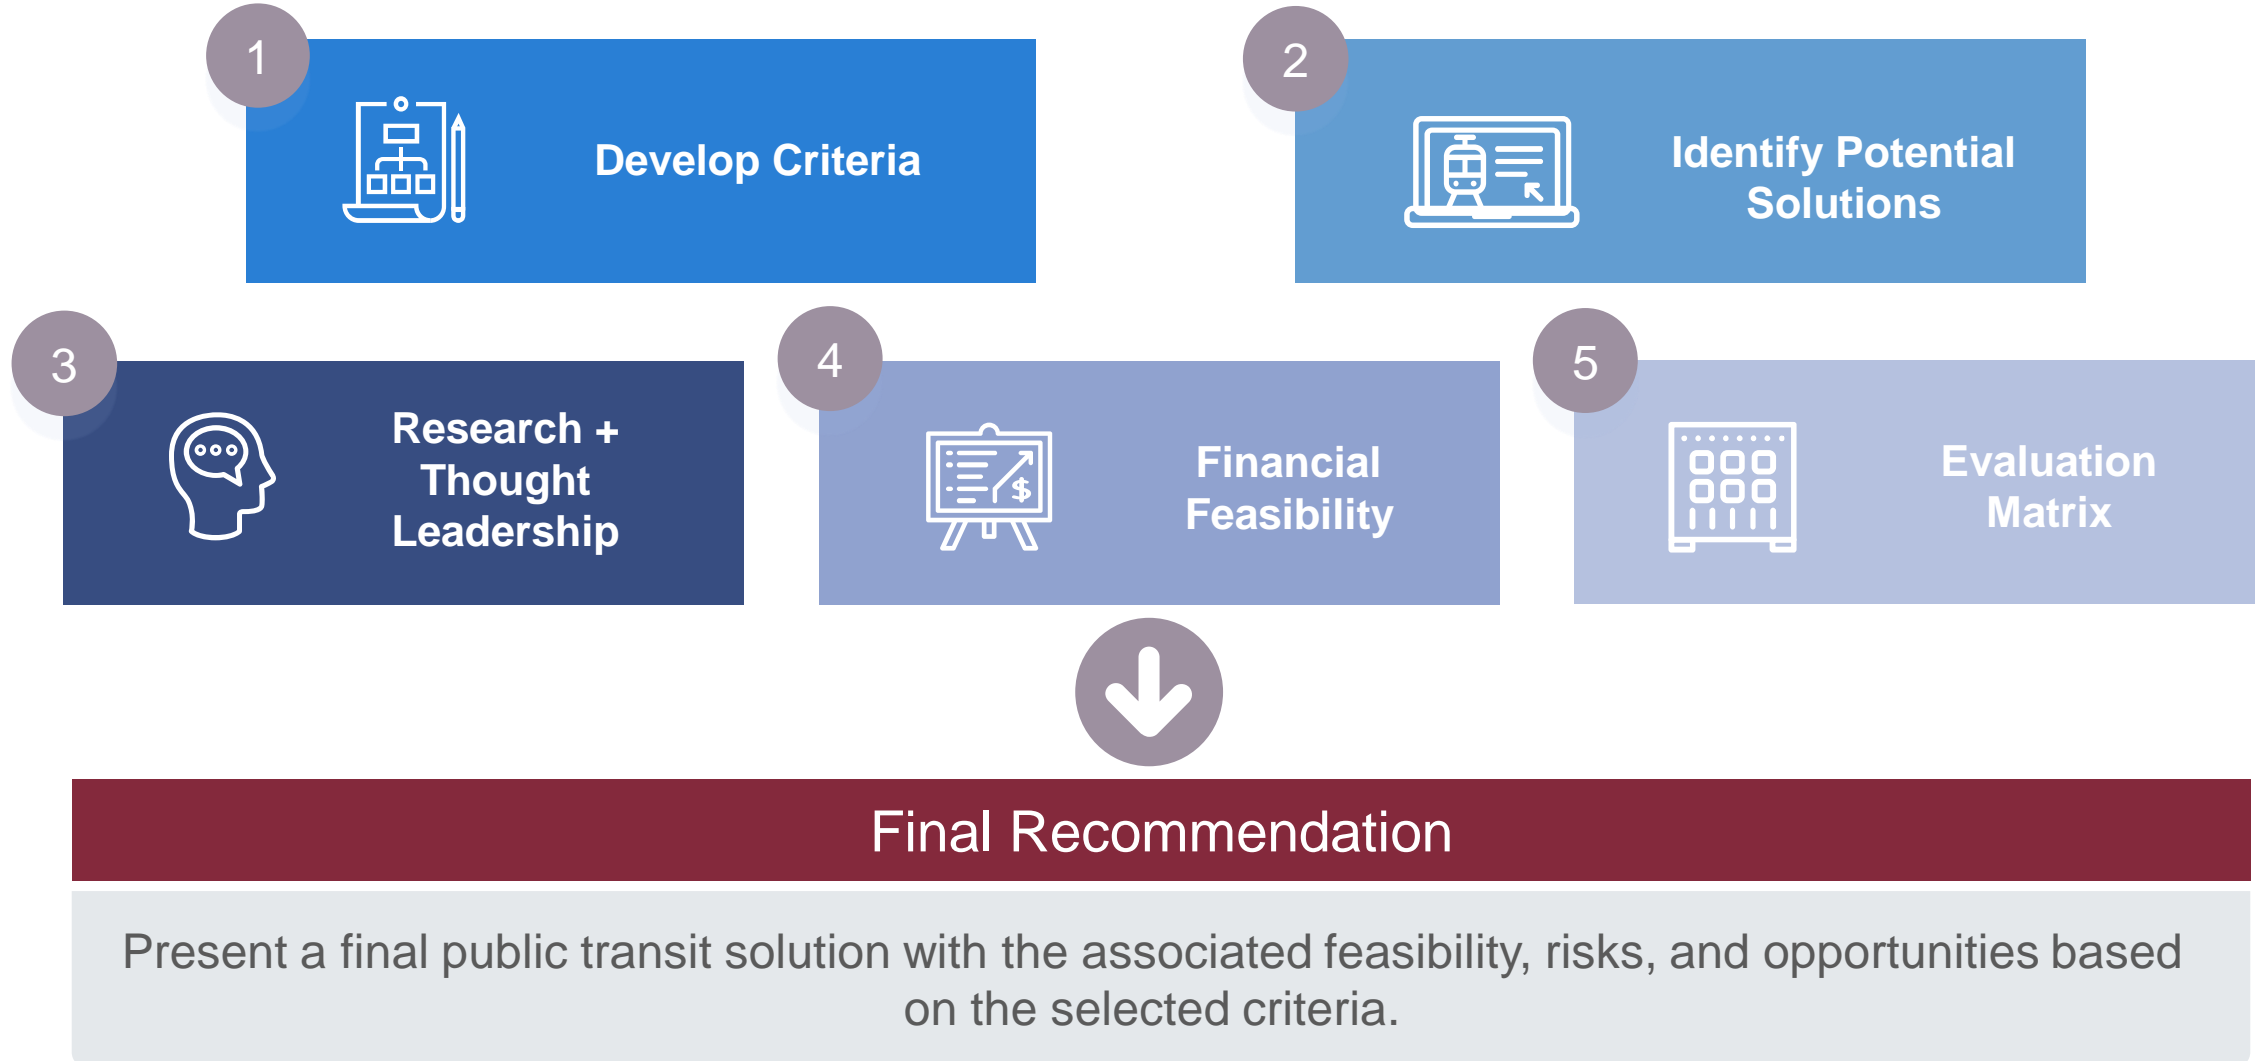 1
Develop Criteria
2
Identify Potential
Solutions
3
Research +
Thought
Leadership
4
$
Financial
Feasibility
5
Evaluation
Matrix
Final Recommendation
Present a final public transit solution with the associated feasibility, risks, and opportunities based
on the selected criteria.